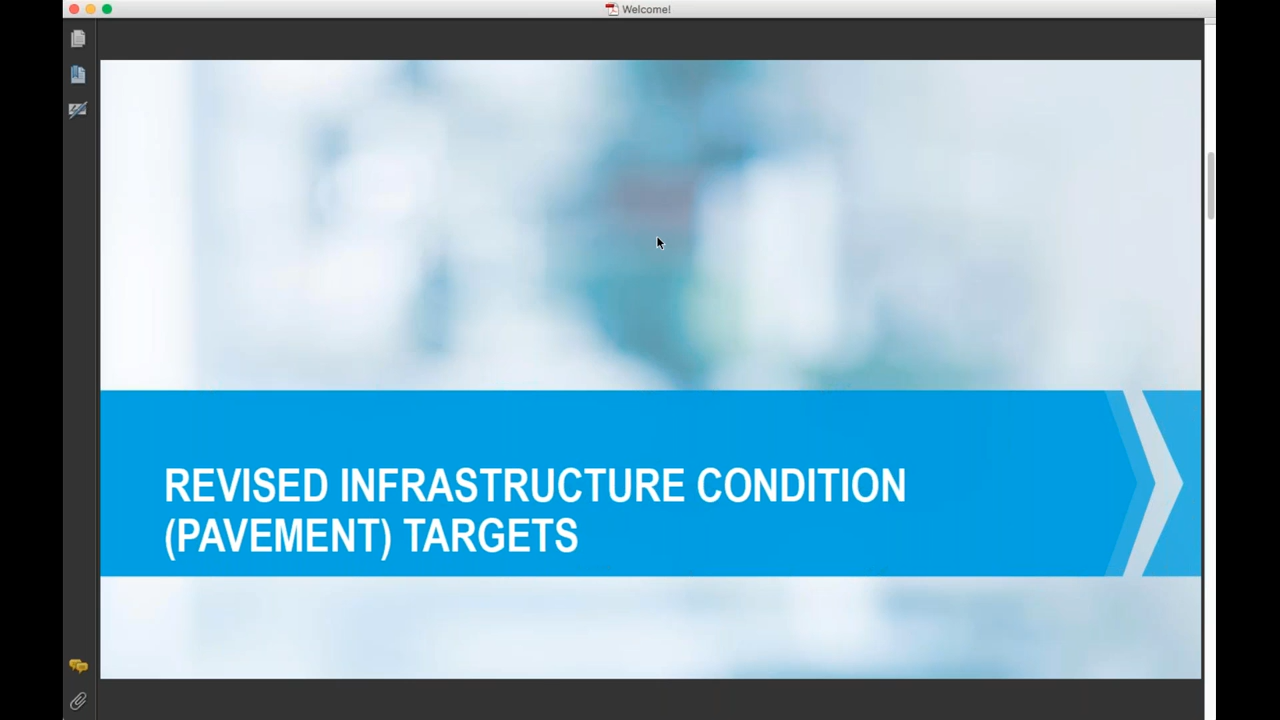 Welcome!
REVISED INFRASTRUCTURE CONDITION
(PAVEMENT) TARGETS